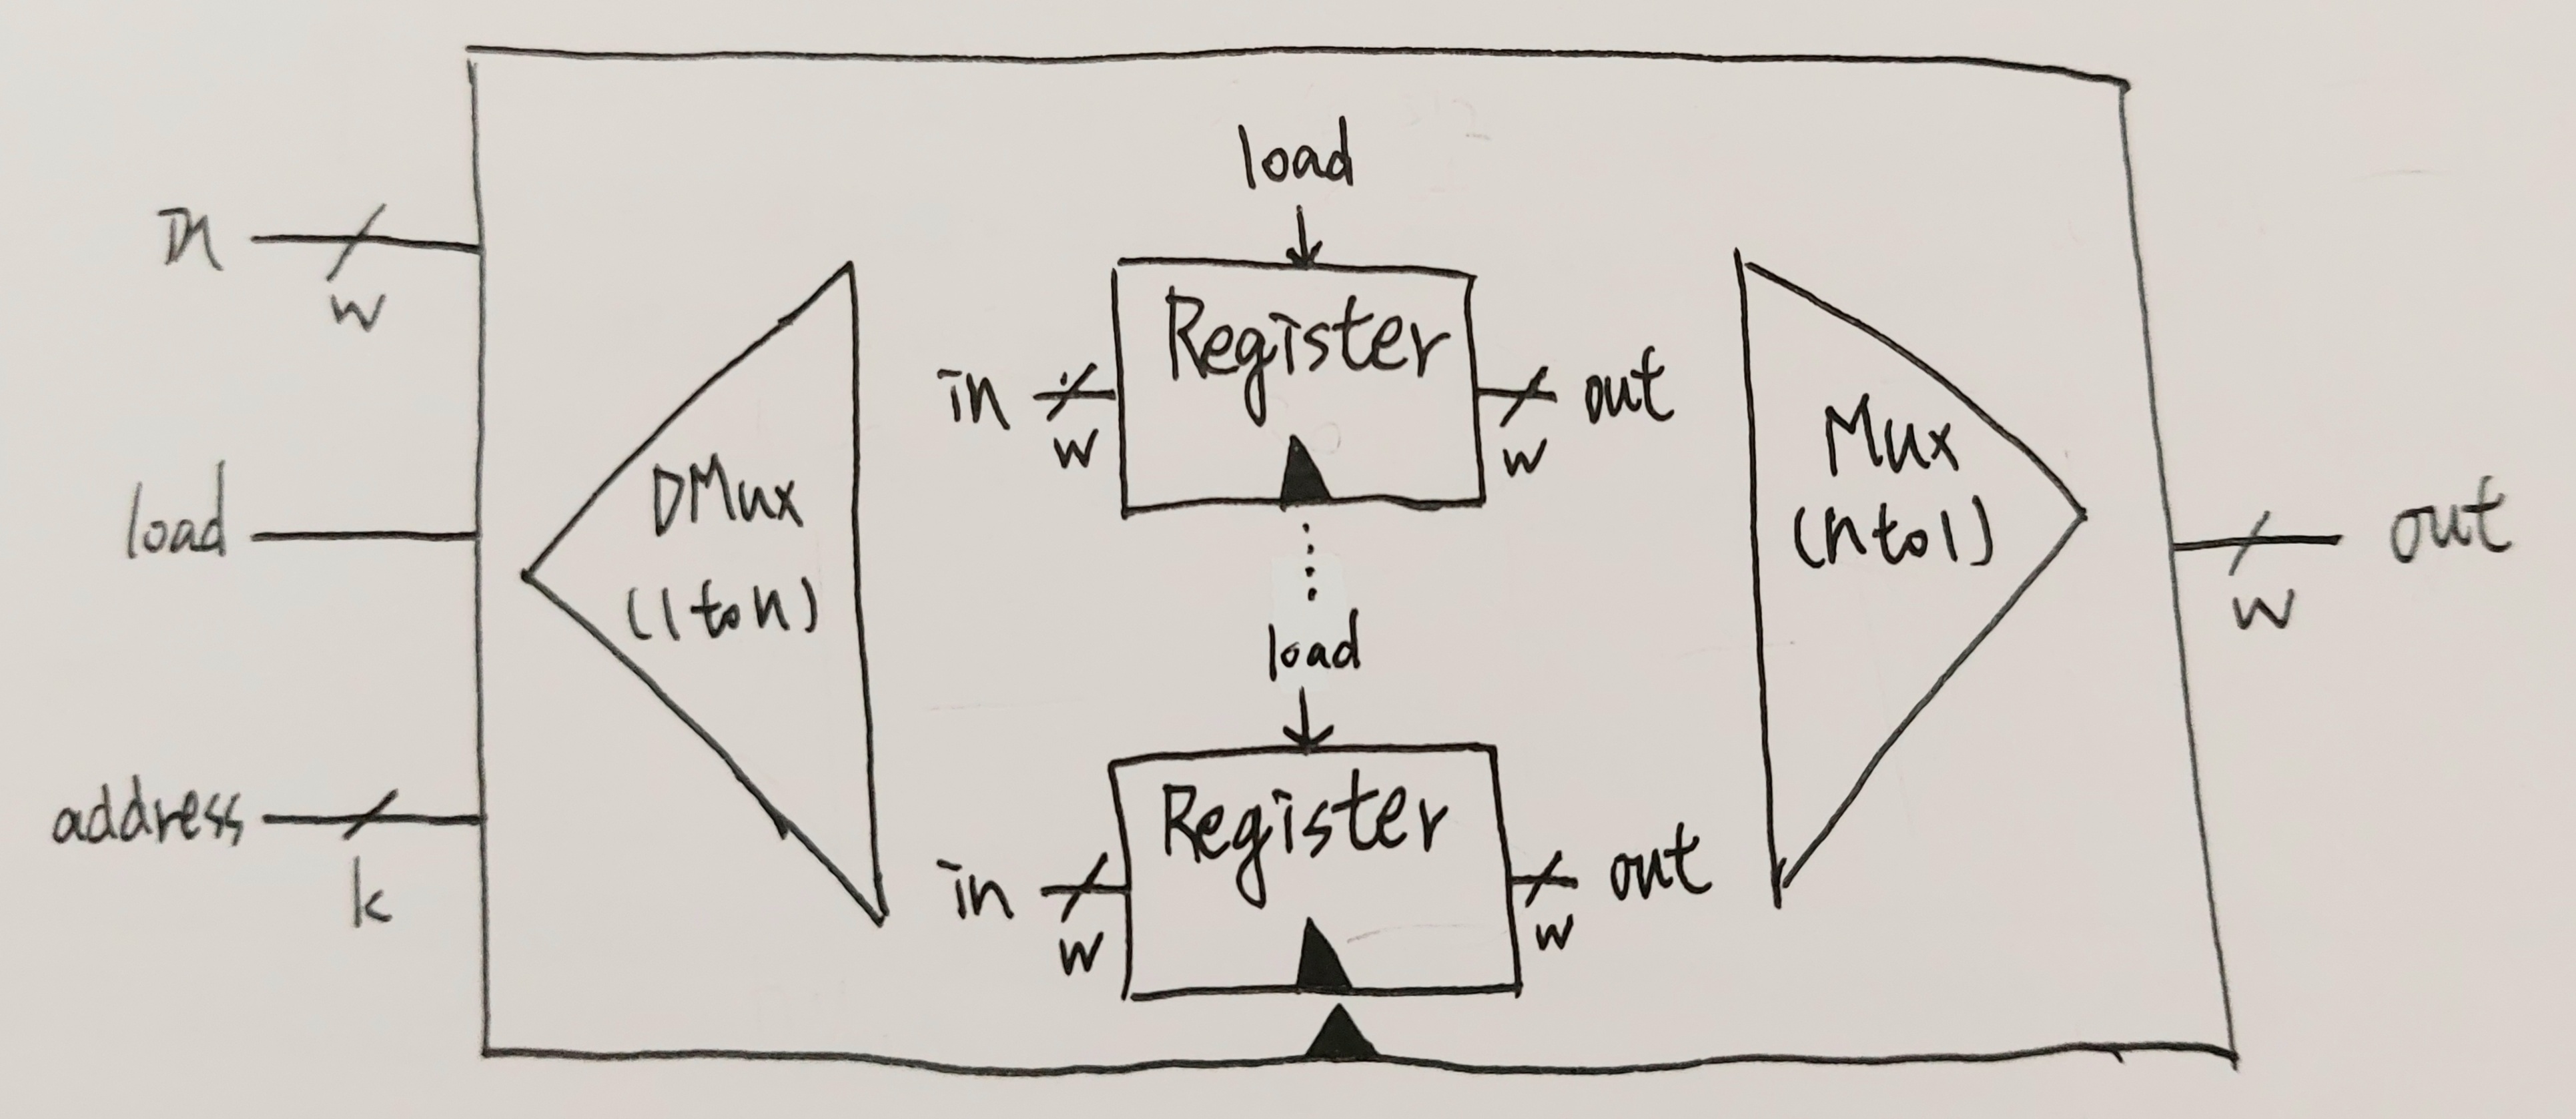 in
w
load
address
k
DMux
(1 to n)
load
Register
in
w
out
w
load
Register
in
w
out
w
Mux
(n to 1)
out
w